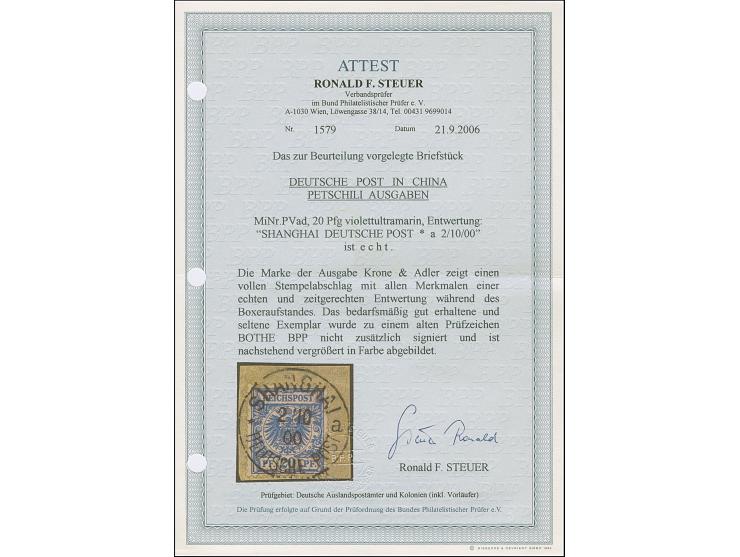 ATTEST
RONALD F. STEUER
Verbandsprüfer
im Bund Philatelistischer Prüfer e. V.
A-1030 Wien, Löwengasse 38/14, Tel. 00431 9699014
Nr. 1579 Datum 21.9.2006
Das zur Beurteilung vorgelegte Briefstück
DEUTSCHE POST IN CHINA
PETSCHILI AUSGABEN
MiNr.PVad, 20 Pfg violettultramarin, Entwertung:
“SHANGHAI DEUTSCHE POST * a 2/10/00”
ist echt.
Die Marke der Ausgabe Krone & Adler zeigt einen
vollen Stempelabschlag mit allen Merkmalen einer
echten und zeitgerechten Entwertung während des
Boxeraufstandes. Das bedarfsmäßig gut erhaltene und
seltene Exemplar wurde zu einem alten Prüfzeichen
BOTHE BPP nicht zusätzlich signiert und ist
nachstehend vergrößert in Farbe abgebildet.
SHANGHAI
REICHSPOST
2/10
a
00
DEUTSCHE POST
Steuer Ronald
Ronald F. STEUER
Prüfgebiet: Deutsche Auslandspostämter und Kolonien (inkl. Vorläufer)
Die Prüfung erfolgte auf Grund der Prüfordnung des Bundes Philatelistischer Prüfer e.V.